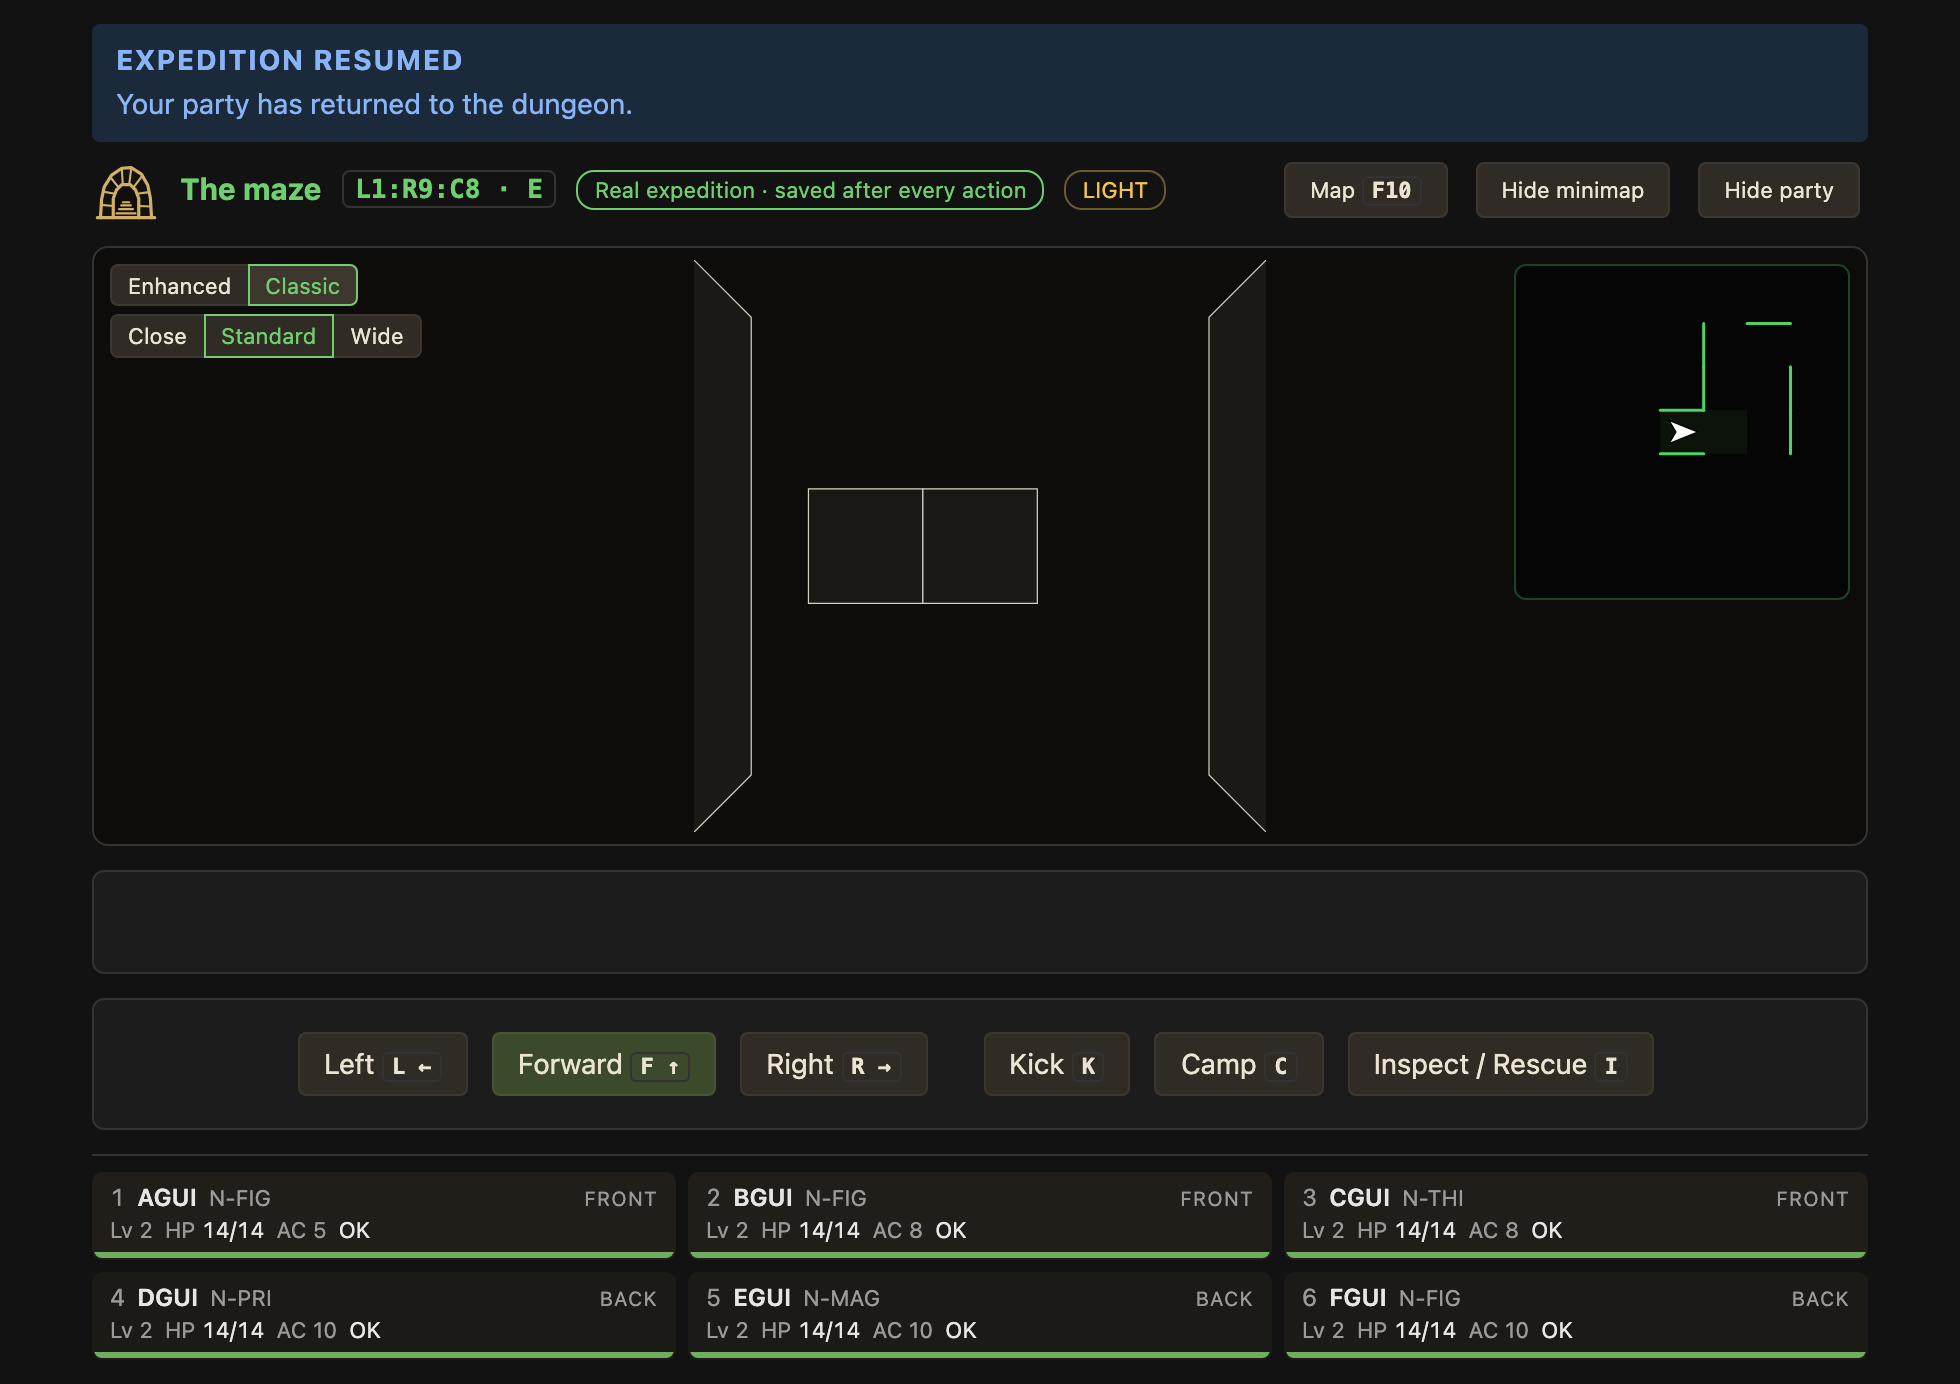 EXPEDITION RESUMED
Your party has returned to the dungeon.
The maze L1:R9:C8 · E Real expedition · saved after every action LIGHT Map F10 Hide minimap Hide party
Enhanced Classic
Close Standard Wide
Left L ← Forward F ↑ Right R → Kick K Camp C Inspect / Rescue I
1 AGUI N-FIG FRONT
Lv 2 HP 14/14 AC 5 OK
2 BGUI N-FIG FRONT
Lv 2 HP 14/14 AC 8 OK
3 CGUI N-THI FRONT
Lv 2 HP 14/14 AC 8 OK
4 DGUI N-PRI BACK
Lv 2 HP 14/14 AC 10 OK
5 EGUI N-MAG BACK
Lv 2 HP 14/14 AC 10 OK
6 FGUI N-FIG BACK
Lv 2 HP 14/14 AC 10 OK